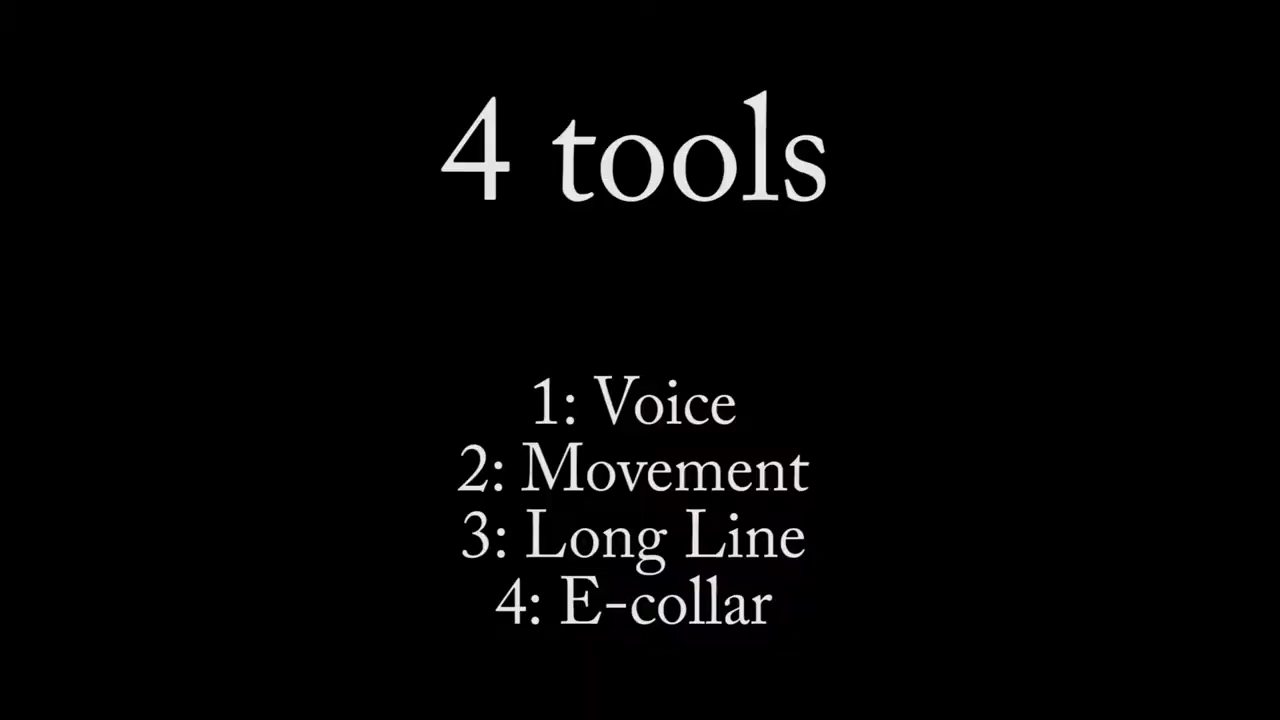 4 tools
1: Voice
2: Movement
3: Long Line
4: E-collar